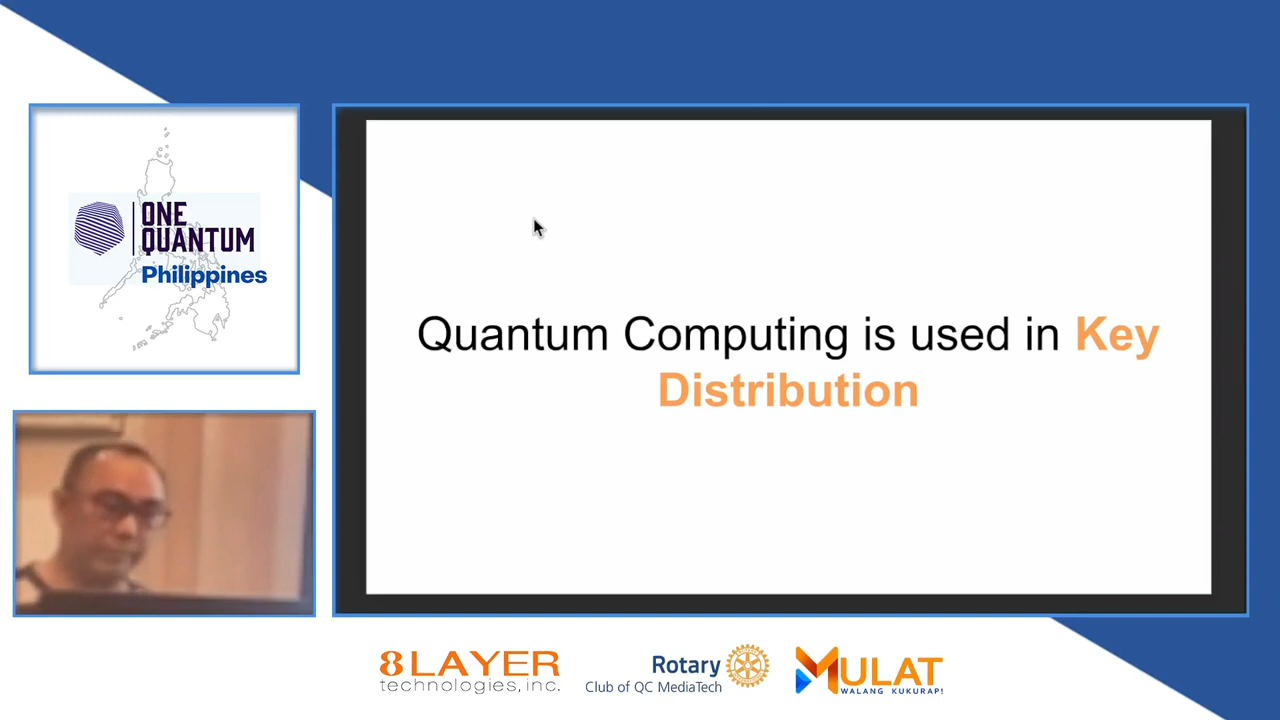 ONE
QUANTUM
Philippines
Quantum Computing is used in Key
Distribution
8LAYER
technologies, inc.
Rotary
Club of QC MediaTech
MULAT
WALANG KUKURAP!